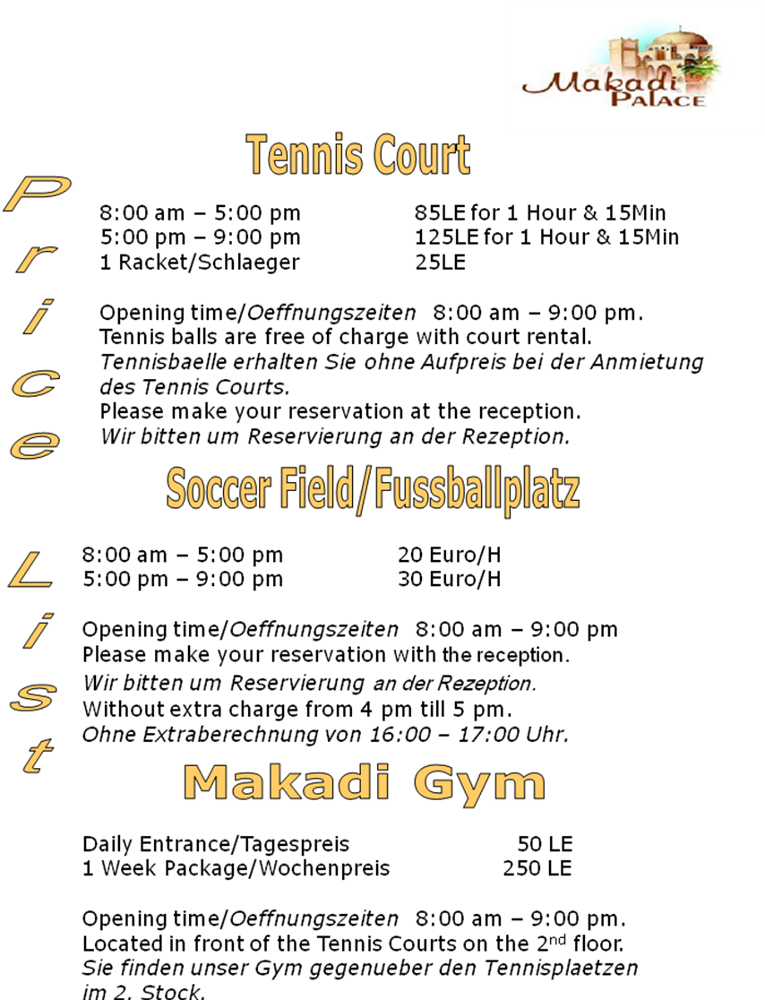 Makadi
PALACE
Price List
Tennis Court
8:00 am – 5:00 pm 85LE for 1 Hour & 15Min
5:00 pm – 9:00 pm 125LE for 1 Hour & 15Min
1 Racket/Schlaeger 25LE
Opening time/Oeffnungszeiten 8:00 am – 9:00 pm.
Tennis balls are free of charge with court rental.
Tennisbaelle erhalten Sie ohne Aufpreis bei der Anmietung
des Tennis Courts.
Please make your reservation at the reception.
Wir bitten um Reservierung an der Rezeption.
Soccer Field/Fussballplatz
8:00 am – 5:00 pm 20 Euro/H
5:00 pm – 9:00 pm 30 Euro/H
Opening time/Oeffnungszeiten 8:00 am – 9:00 pm
Please make your reservation with the reception.
Wir bitten um Reservierung an der Rezeption.
Without extra charge from 4 pm till 5 pm.
Ohne Extraberechnung von 16:00 – 17:00 Uhr.
Makadi Gym
Daily Entrance/Tagespreis 50 LE
1 Week Package/Wochenpreis 250 LE
Opening time/Oeffnungszeiten 8:00 am – 9:00 pm.
Located in front of the Tennis Courts on the 2nd floor.
Sie finden unser Gym gegenueber den Tennisplaetzen
im 2. Stock.